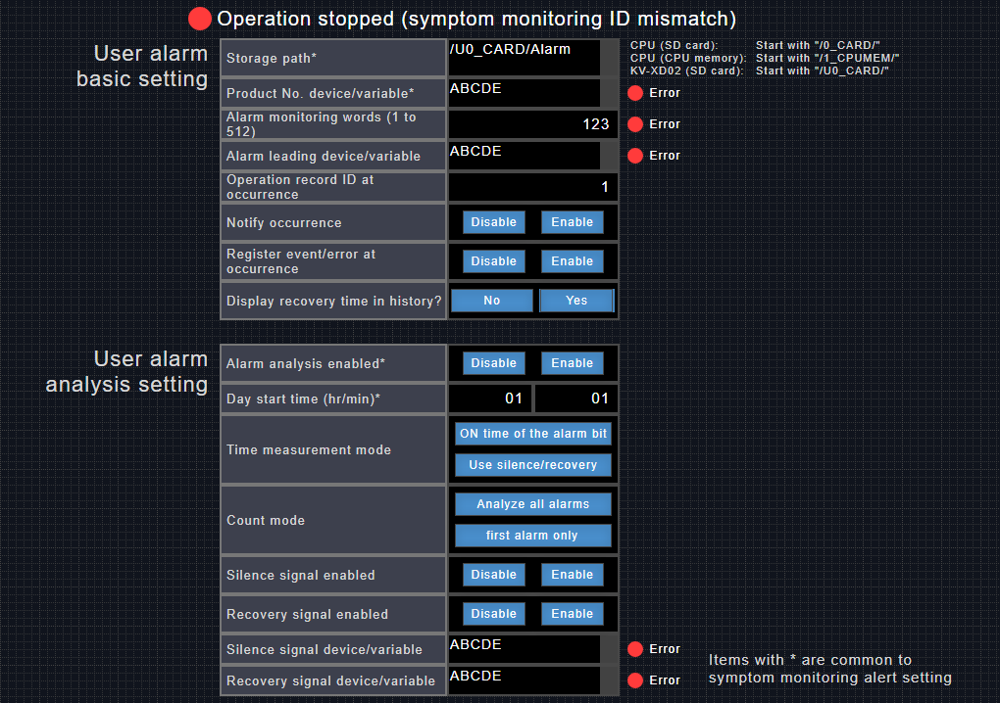 Operation stopped (symptom monitoring ID mismatch)
User alarm
basic setting
Storage path*
/U0_CARD/Alarm
CPU (SD card): Start with "/0_CARD/"
CPU (CPU memory): Start with "/1_CPUMEM/"
KV-XD02 (SD card): Start with "/U0_CARD/"
Product No. device/variable*
ABCDE
Error
Alarm monitoring words (1 to
512)
123
Error
Alarm leading device/variable
ABCDE
Error
Operation record ID at
occurrence
1
Notify occurrence
Disable Enable
Register event/error at
occurrence
Disable Enable
Display recovery time in history?
No Yes
User alarm
analysis setting
Alarm analysis enabled*
Disable Enable
Day start time (hr/min)*
01 01
Time measurement mode
ON time of the alarm bit
Use silence/recovery
Count mode
Analyze all alarms
first alarm only
Silence signal enabled
Disable Enable
Recovery signal enabled
Disable Enable
Silence signal device/variable
ABCDE
Error
Recovery signal device/variable
ABCDE
Error
Items with * are common to
symptom monitoring alert setting